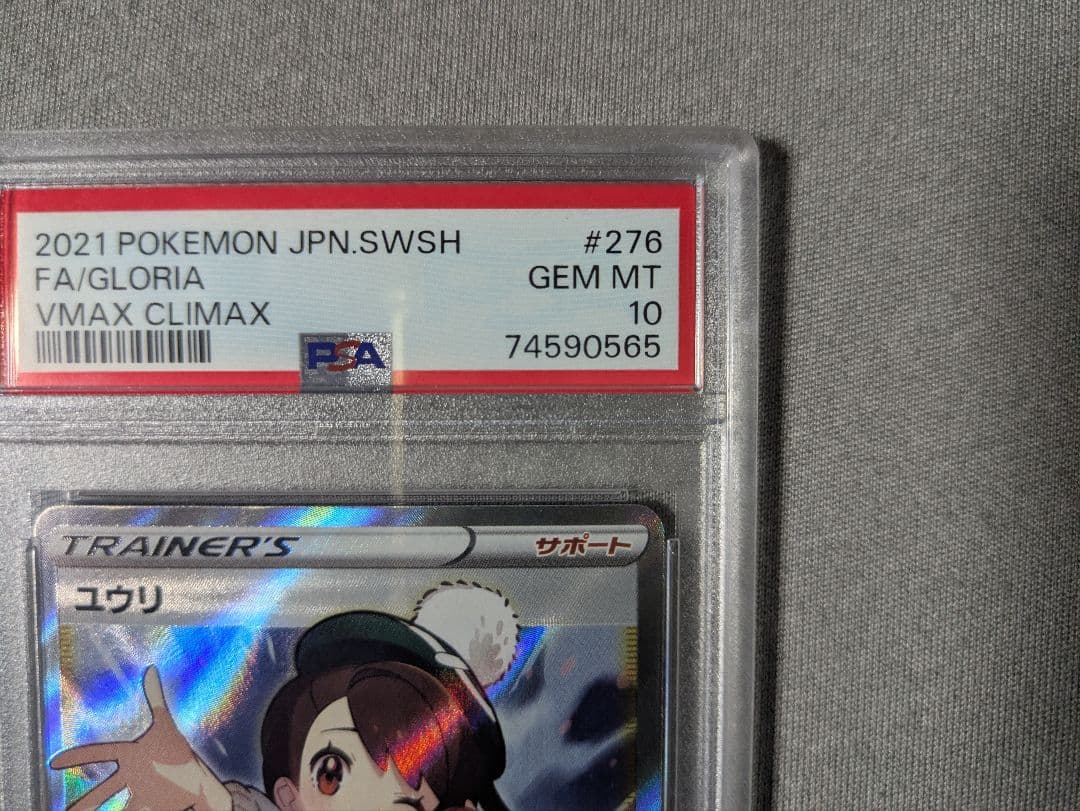 2021 POKEMON JPN.SWSH #276
FA/GLORIA GEM MT
VMAX CLIMAX 10
PSA 74590565
TRAINER'S サポート
ユウリ